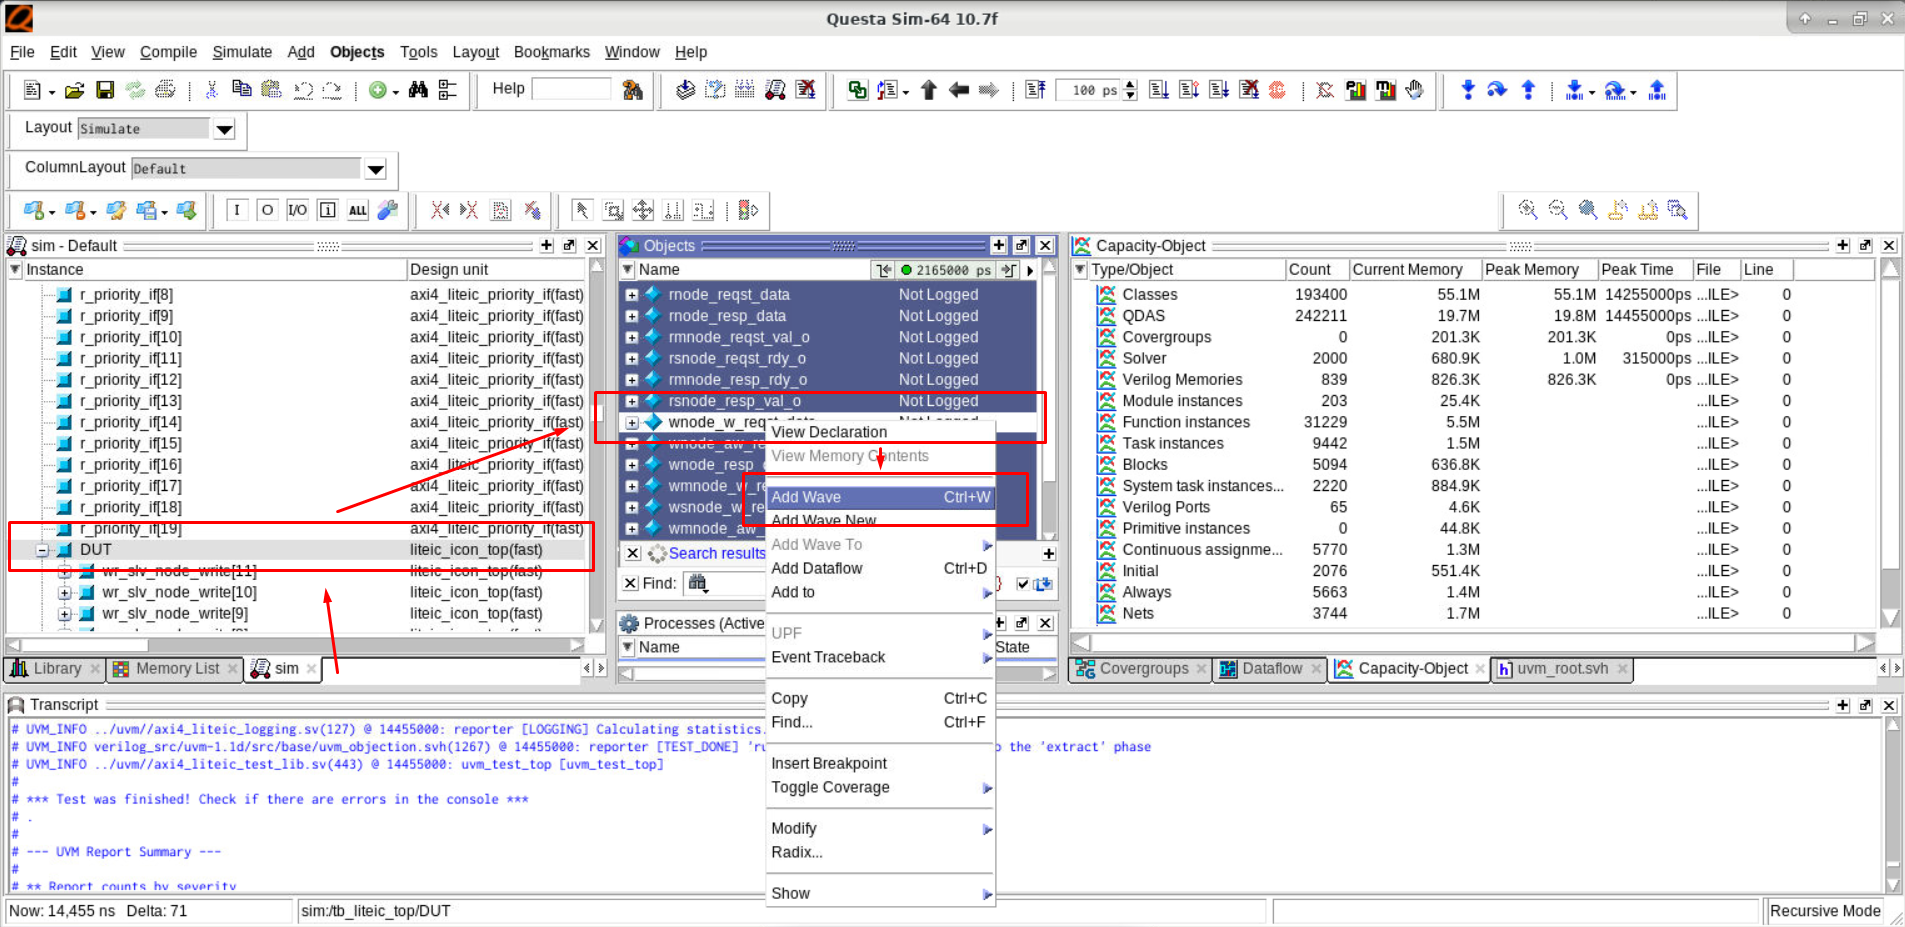 Questa Sim-64 10.7f
File Edit View Compile Simulate Add Objects Tools Layout Bookmarks Window Help
Help
100 ps
Layout Simulate
ColumnLayout Default
I O I/O i ALL
sim - Default
Instance Design unit
r_priority_if[8] axi4_liteic_priority_if(fast)
r_priority_if[9] axi4_liteic_priority_if(fast)
r_priority_if[10] axi4_liteic_priority_if(fast)
r_priority_if[11] axi4_liteic_priority_if(fast)
r_priority_if[12] axi4_liteic_priority_if(fast)
r_priority_if[13] axi4_liteic_priority_if(fast)
r_priority_if[14] axi4_liteic_priority_if(fast)
r_priority_if[15] axi4_liteic_priority_if(fast)
r_priority_if[16] axi4_liteic_priority_if(fast)
r_priority_if[17] axi4_liteic_priority_if(fast)
r_priority_if[18] axi4_liteic_priority_if(fast)
r_priority_if[19] axi4_liteic_priority_if(fast)
DUT liteic_icon_top(fast)
wr_slv_node_write[11] liteic_icon_top(fast)
wr_slv_node_write[10] liteic_icon_top(fast)
wr_slv_node_write[9] liteic_icon_top(fast)
Library Memory List sim
Objects
Name 2165000 ps
rnode_reqst_data Not Logged
rnode_resp_data Not Logged
rmnode_reqst_val_o Not Logged
rsnode_reqst_rdy_o Not Logged
rmnode_resp_rdy_o Not Logged
rsnode_resp_val_o Not Logged
wnode_w_reqst_data Not Logged
wnode_aw_re
wnode_resp_
wmnode_w_re
wsnode_w_re
wmnode_aw_
Search results
Find:
Processes (Active
Name State
View Declaration
View Memory Contents
Add Wave Ctrl+W
Add Wave New
Add Wave To
Add Dataflow Ctrl+D
Add to
UPF
Event Traceback
Copy Ctrl+C
Find... Ctrl+F
Insert Breakpoint
Toggle Coverage
Modify
Radix...
Show
Capacity-Object
Type/Object Count Current Memory Peak Memory Peak Time File Line
Classes 193400 55.1M 55.1M 14255000ps ...ILE> 0
QDAS 242211 19.7M 19.8M 14455000ps ...ILE> 0
Covergroups 0 201.3K 201.3K 0ps ...ILE> 0
Solver 2000 680.9K 1.0M 315000ps ...ILE> 0
Verilog Memories 839 826.3K 826.3K 0ps ...ILE> 0
Module instances 203 25.4K ...ILE> 0
Function instances 31229 5.5M ...ILE> 0
Task instances 9442 1.5M ...ILE> 0
Blocks 5094 636.8K ...ILE> 0
System task instances... 2220 884.9K ...ILE> 0
Verilog Ports 65 4.6K ...ILE> 0
Primitive instances 0 44.8K ...ILE> 0
Continuous assignme... 5770 1.3M ...ILE> 0
Initial 2076 551.4K ...ILE> 0
Always 5663 1.4M ...ILE> 0
Nets 3744 1.7M ...ILE> 0
Covergroups Dataflow Capacity-Object uvm_root.svh
Transcript
# UVM_INFO ../uvm//axi4_liteic_logging.sv(127) @ 14455000: reporter [LOGGING] Calculating statistics.
# UVM_INFO verilog_src/uvm-1.1d/src/base/uvm_objection.svh(1267) @ 14455000: reporter [TEST_DONE] 'ru o the 'extract' phase
# UVM_INFO ../uvm//axi4_liteic_test_lib.sv(443) @ 14455000: uvm_test_top [uvm_test_top]
#
# *** Test was finished! Check if there are errors in the console ***
# .
#
# --- UVM Report Summary ---
#
# ** Report counts by severity
Now: 14,455 ns Delta: 71 sim:/tb_liteic_top/DUT Recursive Mode